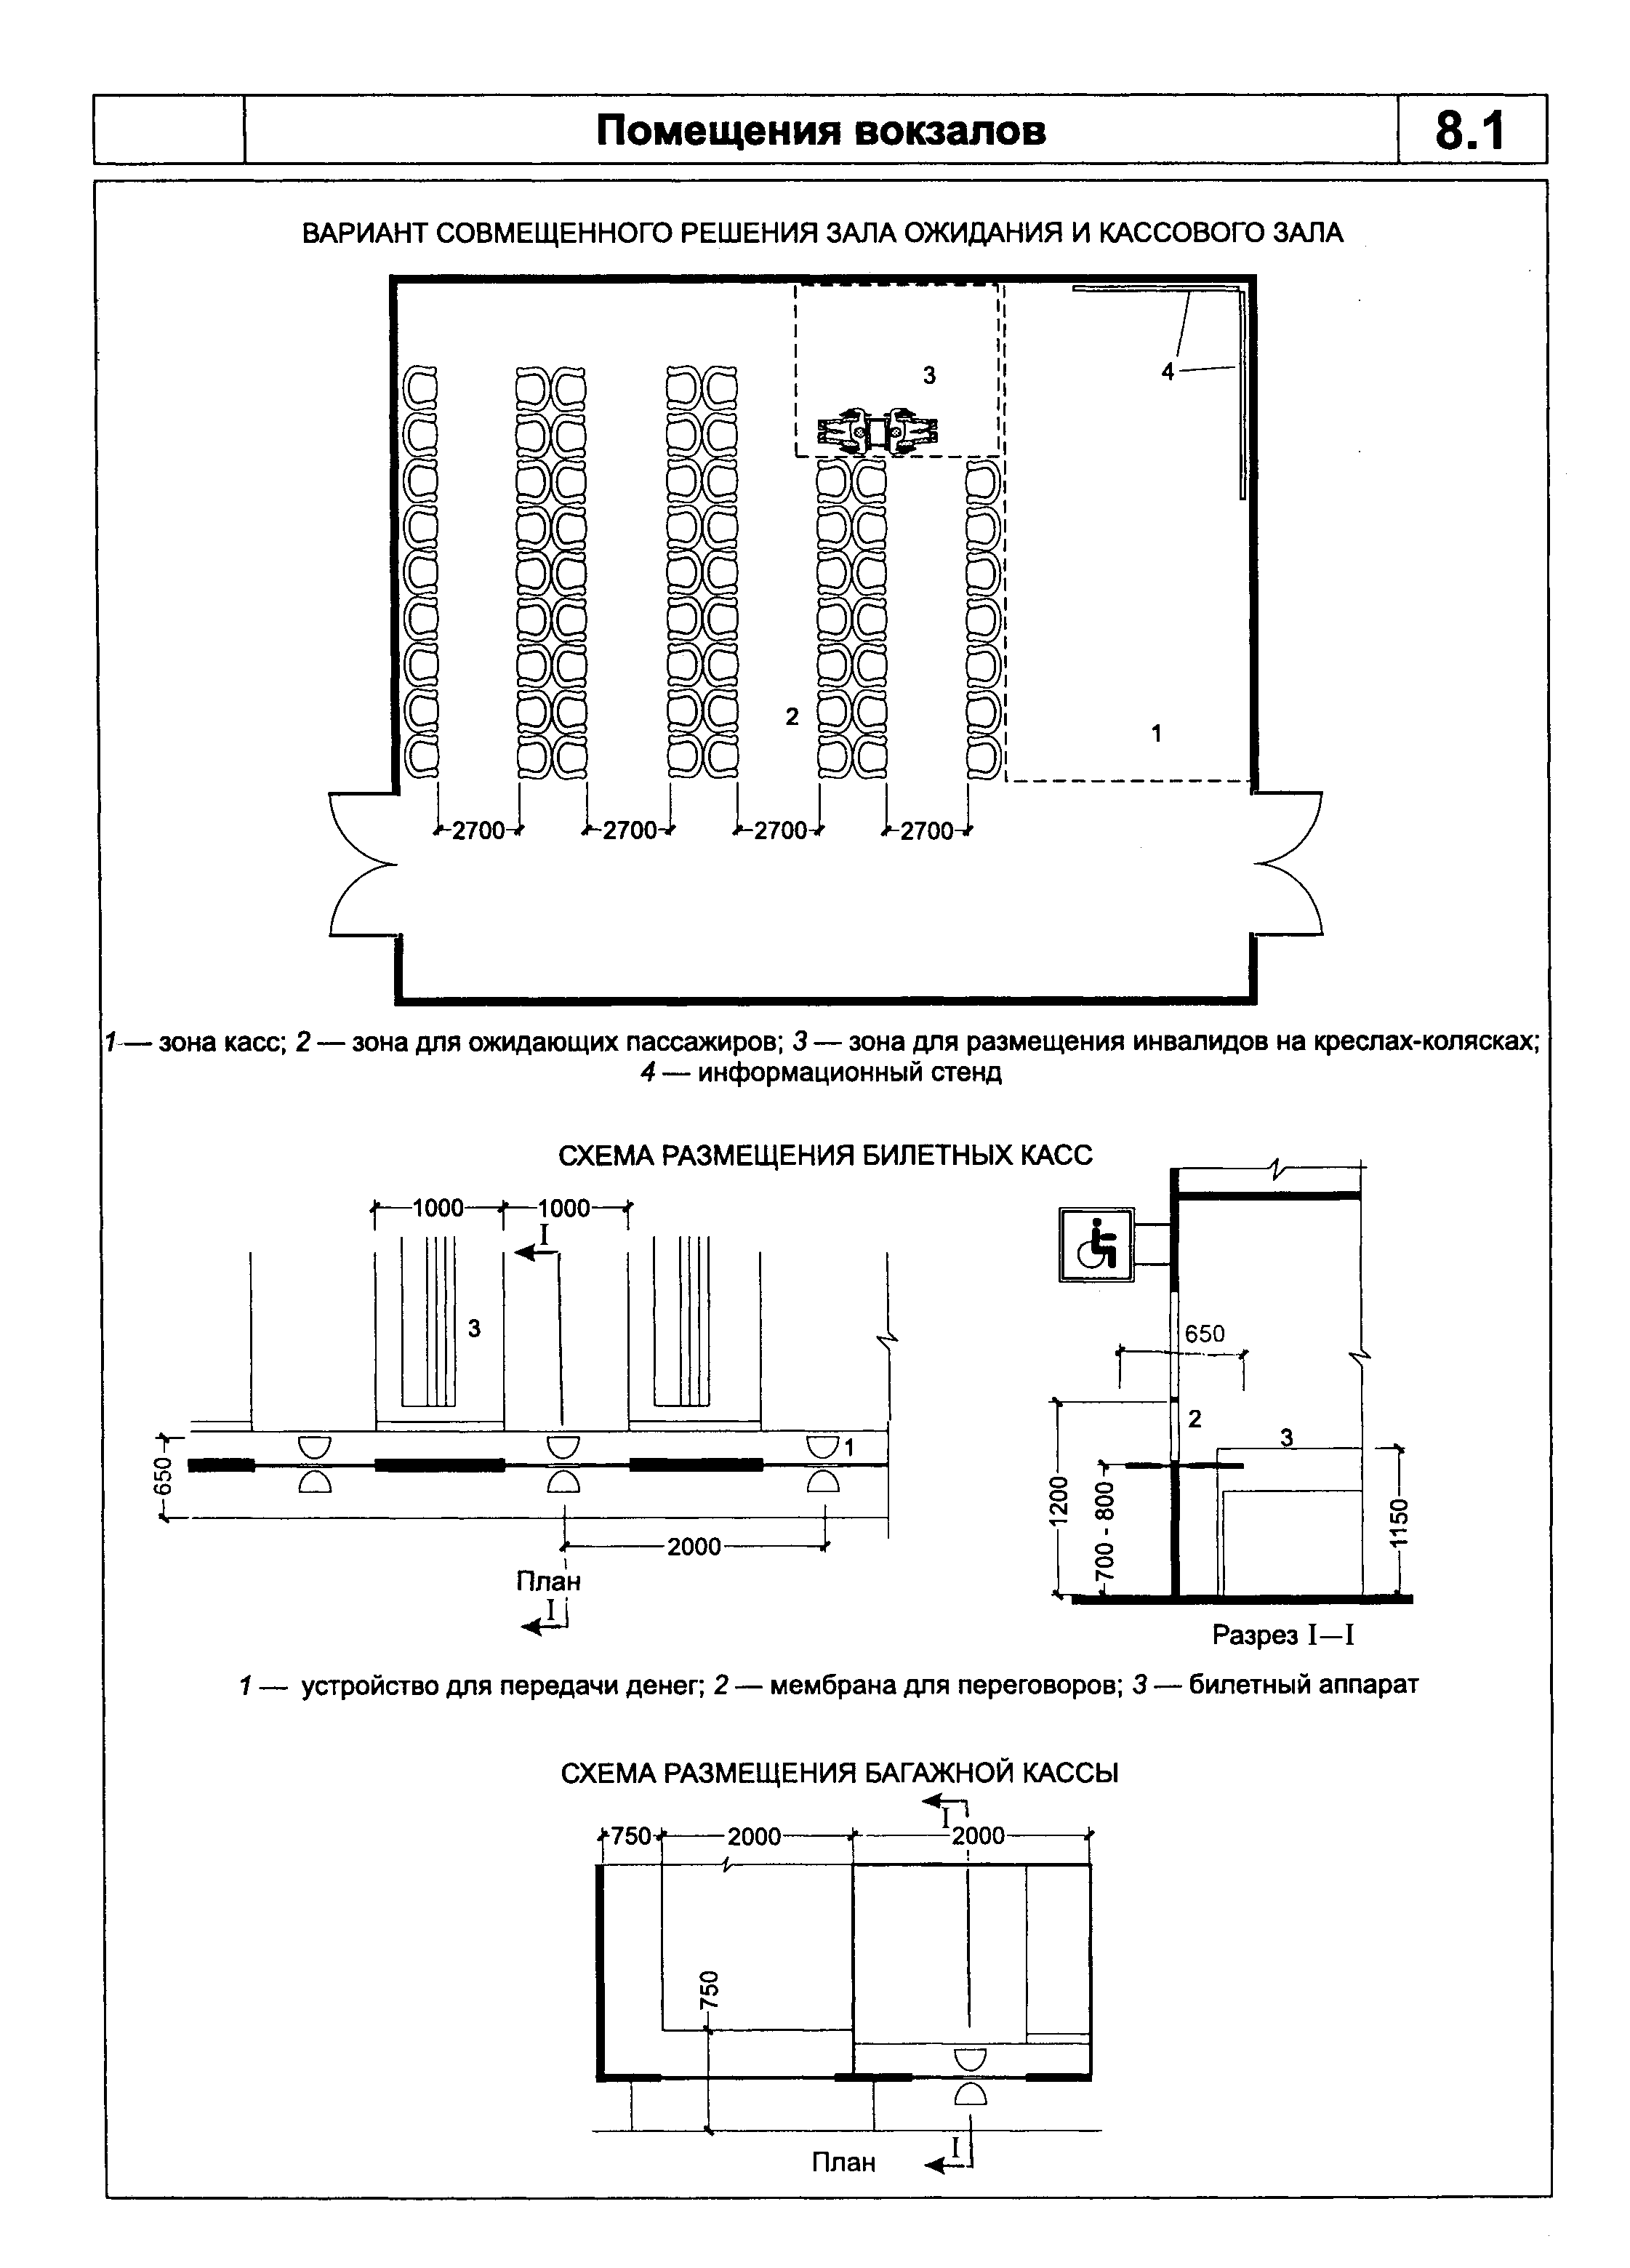 Помещения вокзалов
8.1
ВАРИАНТ СОВМЕЩЕННОГО РЕШЕНИЯ ЗАЛА ОЖИДАНИЯ И КАССОВОГО ЗАЛА
3
4
2
1
2700 2700 2700 2700
1 — зона касс; 2 — зона для ожидающих пассажиров; 3 — зона для размещения инвалидов на креслах-колясках;
4 — информационный стенд
СХЕМА РАЗМЕЩЕНИЯ БИЛЕТНЫХ КАСС
1000 1000
I
3
1
650
2000
План
I
650
2
3
1200
700 - 800
1150
Разрез I—I
1 — устройство для передачи денег; 2 — мембрана для переговоров; 3 — билетный аппарат
СХЕМА РАЗМЕЩЕНИЯ БАГАЖНОЙ КАССЫ
I
750 2000 2000
750
План
I